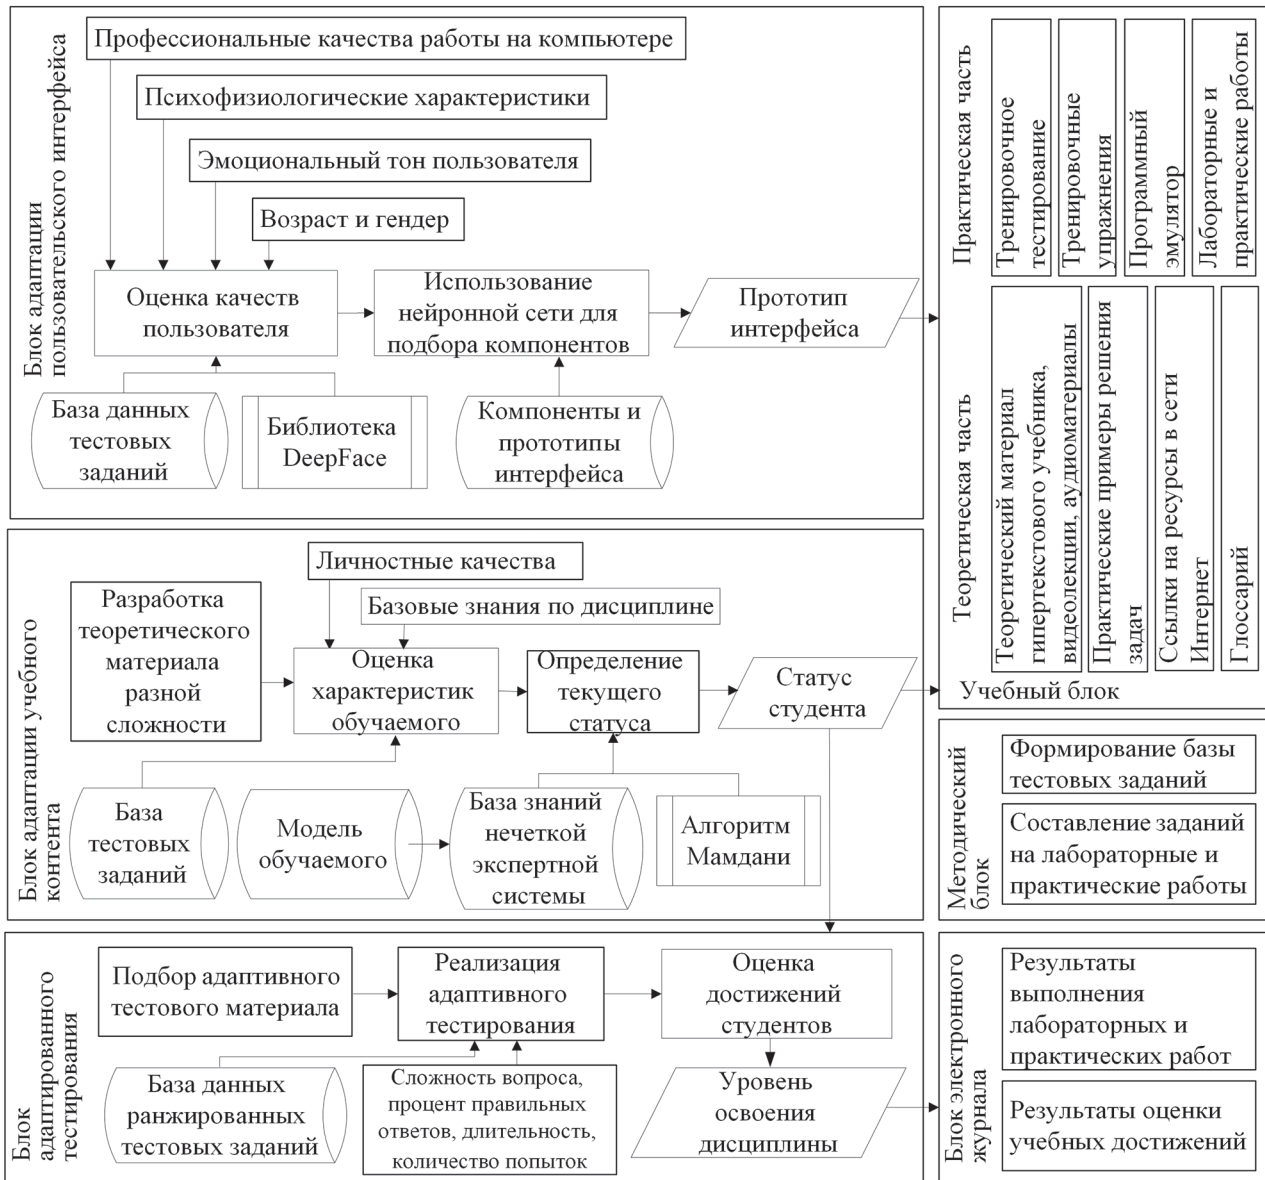 Блок адаптации
пользовательского интерфейса
Профессиональные качества работы на компьютере
Психофизиологические характеристики
Эмоциональный тон пользователя
Возраст и гендер
Оценка качеств
пользователя
Использование
нейронной сети для
подбора компонентов
Прототип
интерфейса
База данных
тестовых
заданий
Библиотека
DeepFace
Компоненты и
прототипы
интерфейса
Практическая часть
Тренировочное
тестирование
Тренировочные
упражнения
Программный
эмулятор
Лабораторные и
практические работы
Теоретическая часть
Теоретический материал
гипертекстового учебника,
видеолекции, аудиоматериалы
Практические примеры решения
задач
Ссылки на ресурсы в сети
Интернет
Глоссарий
Учебный блок
Блок адаптации учебного
контента
Личностные качества
Базовые знания по дисциплине
Разработка
теоретического
материала
разной
сложности
Оценка
характеристик
обучаемого
Определение
текущего
статуса
Статус
студента
База
тестовых
заданий
Модель
обучаемого
База знаний
нечеткой
экспертной
системы
Алгоритм
Мамдани
Методический
блок
Формирование базы
тестовых заданий
Составление заданий
на лабораторные и
практические работы
Блок
адаптированного
тестирования
Подбор адаптивного
тестового материала
Реализация
адаптивного
тестирования
Оценка
достижений
студентов
База данных
ранжированных
тестовых заданий
Сложность вопроса,
процент правильных
ответов, длительность,
количество попыток
Уровень
освоения
дисциплины
Блок электронного
журнала
Результаты
выполнения
лабораторных и
практических работ
Результаты оценки
учебных достижений